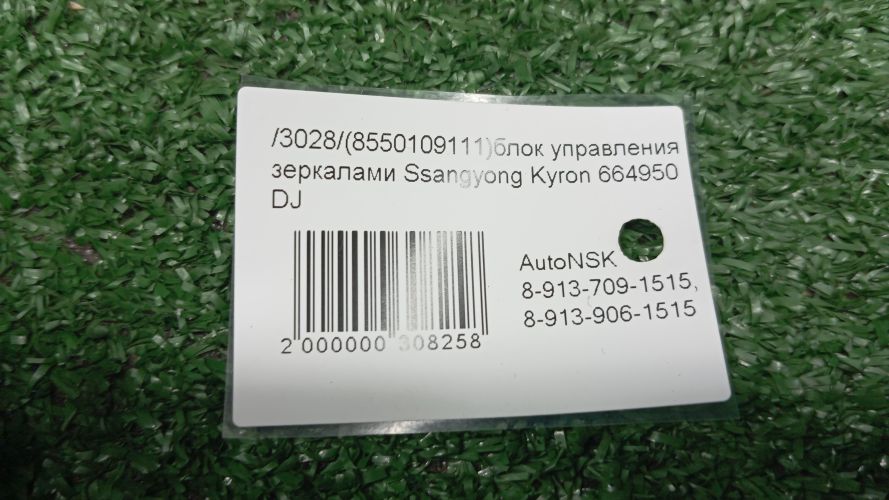 /3028/(8550109111)блок управления
зеркалами Ssangyong Kyron 664950
DJ
AutoNSK
8-913-709-1515,
8-913-906-1515
2 000000 308258